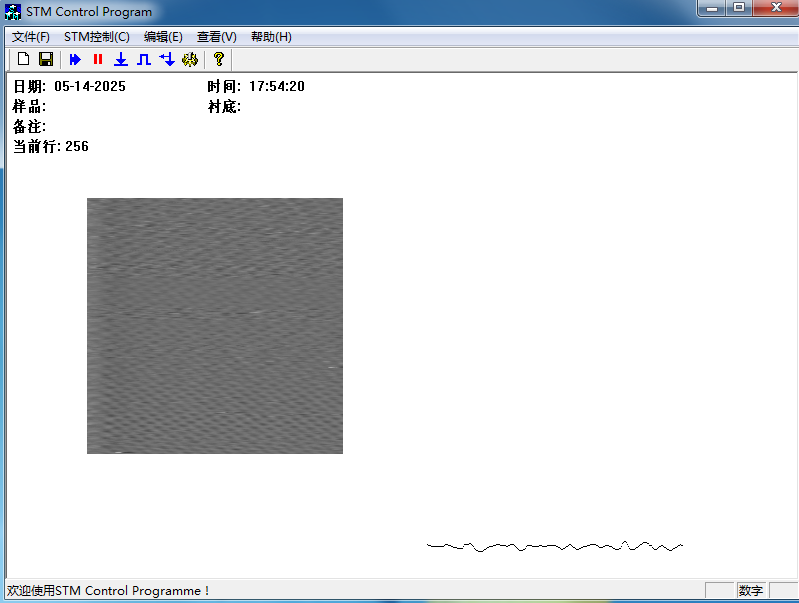 STM Control Program
文件(F) STM控制(C) 编辑(E) 查看(V) 帮助(H)
日期: 05-14-2025 时间: 17:54:20
样品: 衬底:
备注:
当前行: 256
欢迎使用STM Control Programme！ 数字